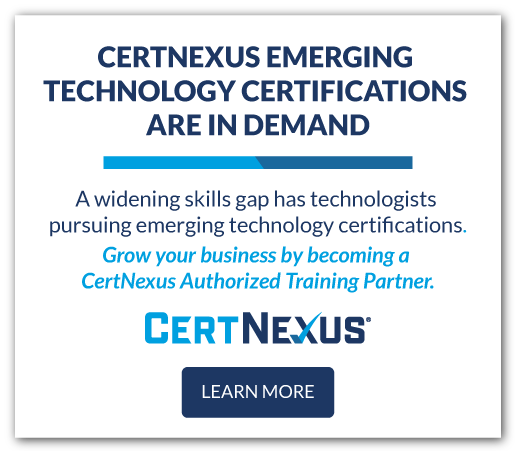 CERTNEXUS EMERGING
TECHNOLOGY CERTIFICATIONS
ARE IN DEMAND
A widening skills gap has technologists
pursuing emerging technology certifications.
Grow your business by becoming a
CertNexus Authorized Training Partner.
CERTNEXUS®
LEARN MORE